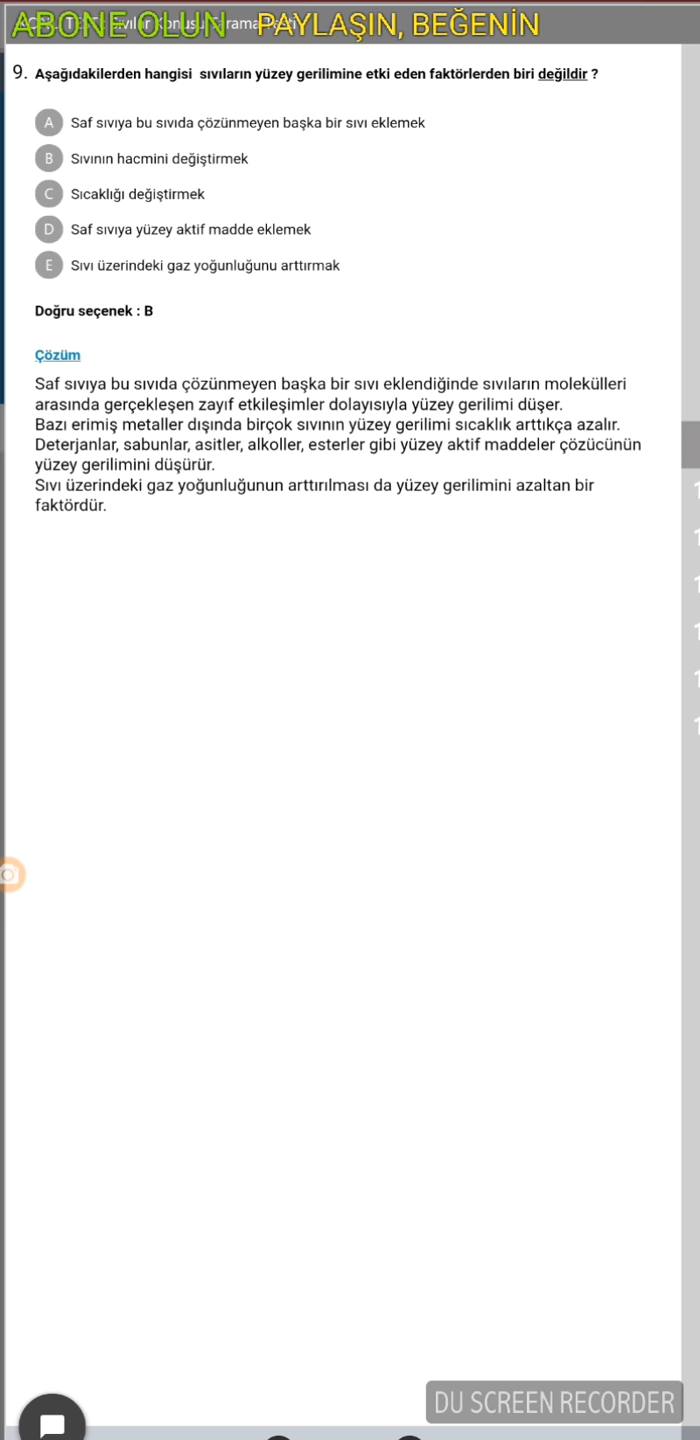 ABONE OLUN PAYLAŞIN, BEĞENİN
9. Aşağıdakilerden hangisi sıvıların yüzey gerilimine etki eden faktörlerden biri değildir ?
A Saf sıvıya bu sıvıda çözünmeyen başka bir sıvı eklemek
B Sıvının hacmini değiştirmek
C Sıcaklığı değiştirmek
D Saf sıvıya yüzey aktif madde eklemek
E Sıvı üzerindeki gaz yoğunluğunu arttırmak
Doğru seçenek : B
Çözüm
Saf sıvıya bu sıvıda çözünmeyen başka bir sıvı eklendiğinde sıvıların molekülleri
arasında gerçekleşen zayıf etkileşimler dolayısıyla yüzey gerilimi düşer.
Bazı erimiş metaller dışında birçok sıvının yüzey gerilimi sıcaklık arttıkça azalır.
Deterjanlar, sabunlar, asitler, alkoller, esterler gibi yüzey aktif maddeler çözücünün
yüzey gerilimini düşürür.
Sıvı üzerindeki gaz yoğunluğunun arttırılması da yüzey gerilimini azaltan bir
faktördür.
DU SCREEN RECORDER